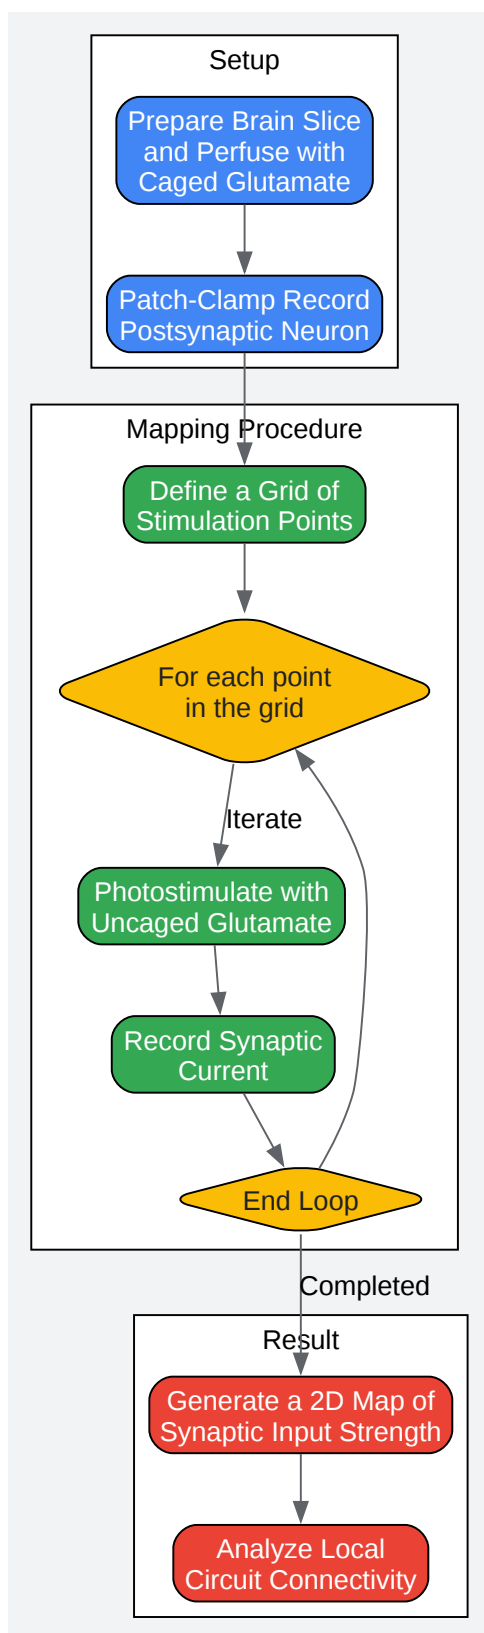 Setup
Prepare Brain Slice
and Perfuse with
Caged Glutamate
Patch-Clamp Record
Postsynaptic Neuron
Mapping Procedure
Define a Grid of
Stimulation Points
For each point
in the grid
Iterate
Photostimulate with
Uncaged Glutamate
Record Synaptic
Current
End Loop
Completed
Result
Generate a 2D Map of
Synaptic Input Strength
Analyze Local
Circuit Connectivity